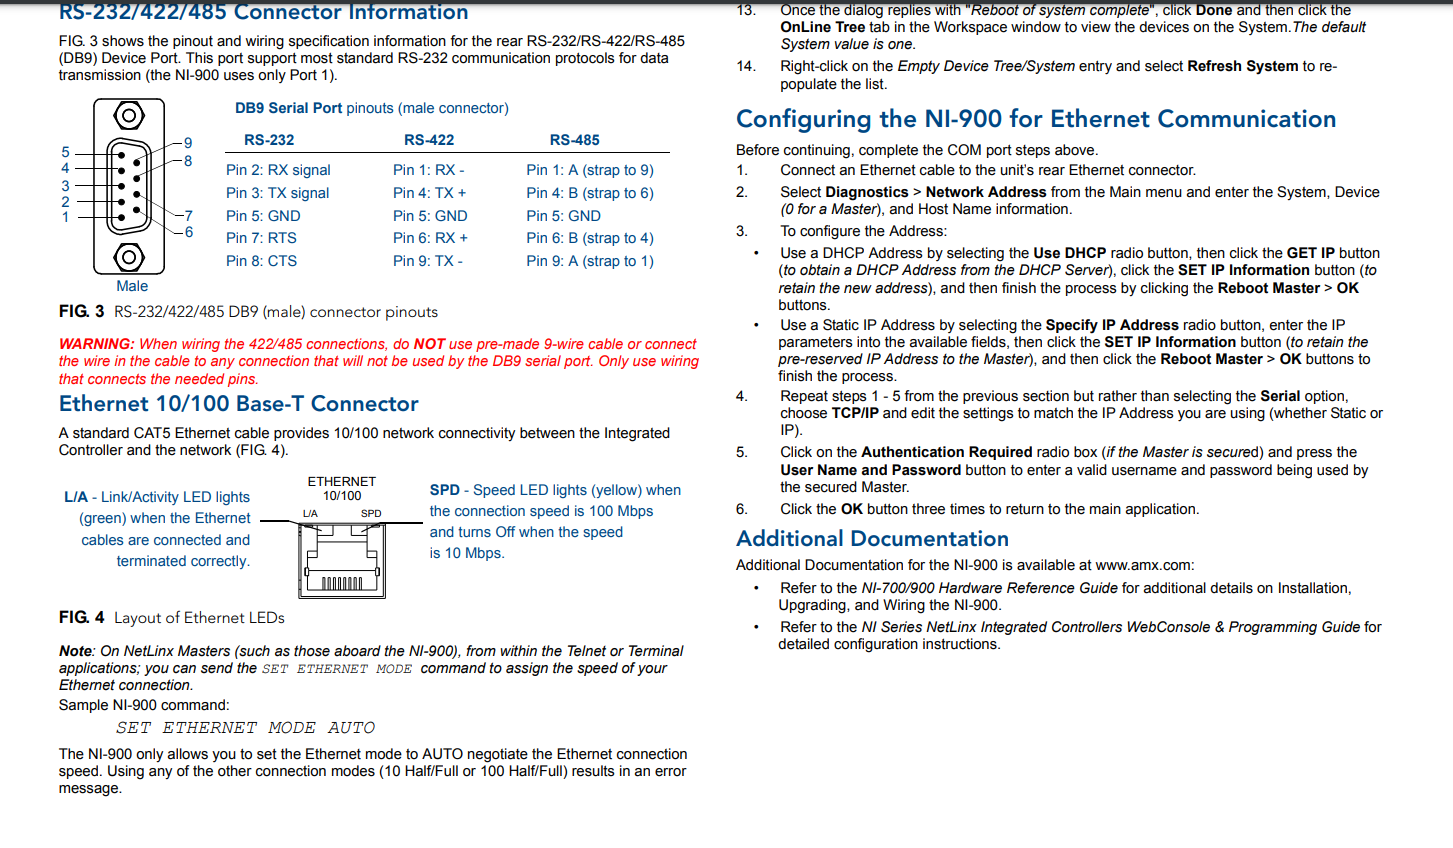 RS-232/422/485 Connector Information
FIG. 3 shows the pinout and wiring specification information for the rear RS-232/RS-422/RS-485
(DB9) Device Port. This port support most standard RS-232 communication protocols for data
transmission (the NI-900 uses only Port 1).
DB9 Serial Port pinouts (male connector)
RS-232 RS-422 RS-485
Pin 2: RX signal Pin 1: RX - Pin 1: A (strap to 9)
Pin 3: TX signal Pin 4: TX + Pin 4: B (strap to 6)
Pin 5: GND Pin 5: GND Pin 5: GND
Pin 7: RTS Pin 6: RX + Pin 6: B (strap to 4)
Pin 8: CTS Pin 9: TX - Pin 9: A (strap to 1)
5
4
3
2
1
9
8
7
6
Male
FIG. 3 RS-232/422/485 DB9 (male) connector pinouts
WARNING: When wiring the 422/485 connections, do NOT use pre-made 9-wire cable or connect
the wire in the cable to any connection that will not be used by the DB9 serial port. Only use wiring
that connects the needed pins.
Ethernet 10/100 Base-T Connector
A standard CAT5 Ethernet cable provides 10/100 network connectivity between the Integrated
Controller and the network (FIG. 4).
L/A - Link/Activity LED lights
(green) when the Ethernet
cables are connected and
terminated correctly.
ETHERNET
10/100
L/A SPD
SPD - Speed LED lights (yellow) when
the connection speed is 100 Mbps
and turns Off when the speed
is 10 Mbps.
FIG. 4 Layout of Ethernet LEDs
Note: On NetLinx Masters (such as those aboard the NI-900), from within the Telnet or Terminal
applications; you can send the SET ETHERNET MODE command to assign the speed of your
Ethernet connection.
Sample NI-900 command:
SET ETHERNET MODE AUTO
The NI-900 only allows you to set the Ethernet mode to AUTO negotiate the Ethernet connection
speed. Using any of the other connection modes (10 Half/Full or 100 Half/Full) results in an error
message.
13. Once the dialog replies with "Reboot of system complete", click Done and then click the
OnLine Tree tab in the Workspace window to view the devices on the System.The default
System value is one.
14. Right-click on the Empty Device Tree/System entry and select Refresh System to re-
populate the list.
Configuring the NI-900 for Ethernet Communication
Before continuing, complete the COM port steps above.
1. Connect an Ethernet cable to the unit's rear Ethernet connector.
2. Select Diagnostics > Network Address from the Main menu and enter the System, Device
(0 for a Master), and Host Name information.
3. To configure the Address:
• Use a DHCP Address by selecting the Use DHCP radio button, then click the GET IP button
(to obtain a DHCP Address from the DHCP Server), click the SET IP Information button (to
retain the new address), and then finish the process by clicking the Reboot Master > OK
buttons.
• Use a Static IP Address by selecting the Specify IP Address radio button, enter the IP
parameters into the available fields, then click the SET IP Information button (to retain the
pre-reserved IP Address to the Master), and then click the Reboot Master > OK buttons to
finish the process.
4. Repeat steps 1 - 5 from the previous section but rather than selecting the Serial option,
choose TCP/IP and edit the settings to match the IP Address you are using (whether Static or
IP).
5. Click on the Authentication Required radio box (if the Master is secured) and press the
User Name and Password button to enter a valid username and password being used by
the secured Master.
6. Click the OK button three times to return to the main application.
Additional Documentation
Additional Documentation for the NI-900 is available at www.amx.com:
• Refer to the NI-700/900 Hardware Reference Guide for additional details on Installation,
Upgrading, and Wiring the NI-900.
• Refer to the NI Series NetLinx Integrated Controllers WebConsole & Programming Guide for
detailed configuration instructions.